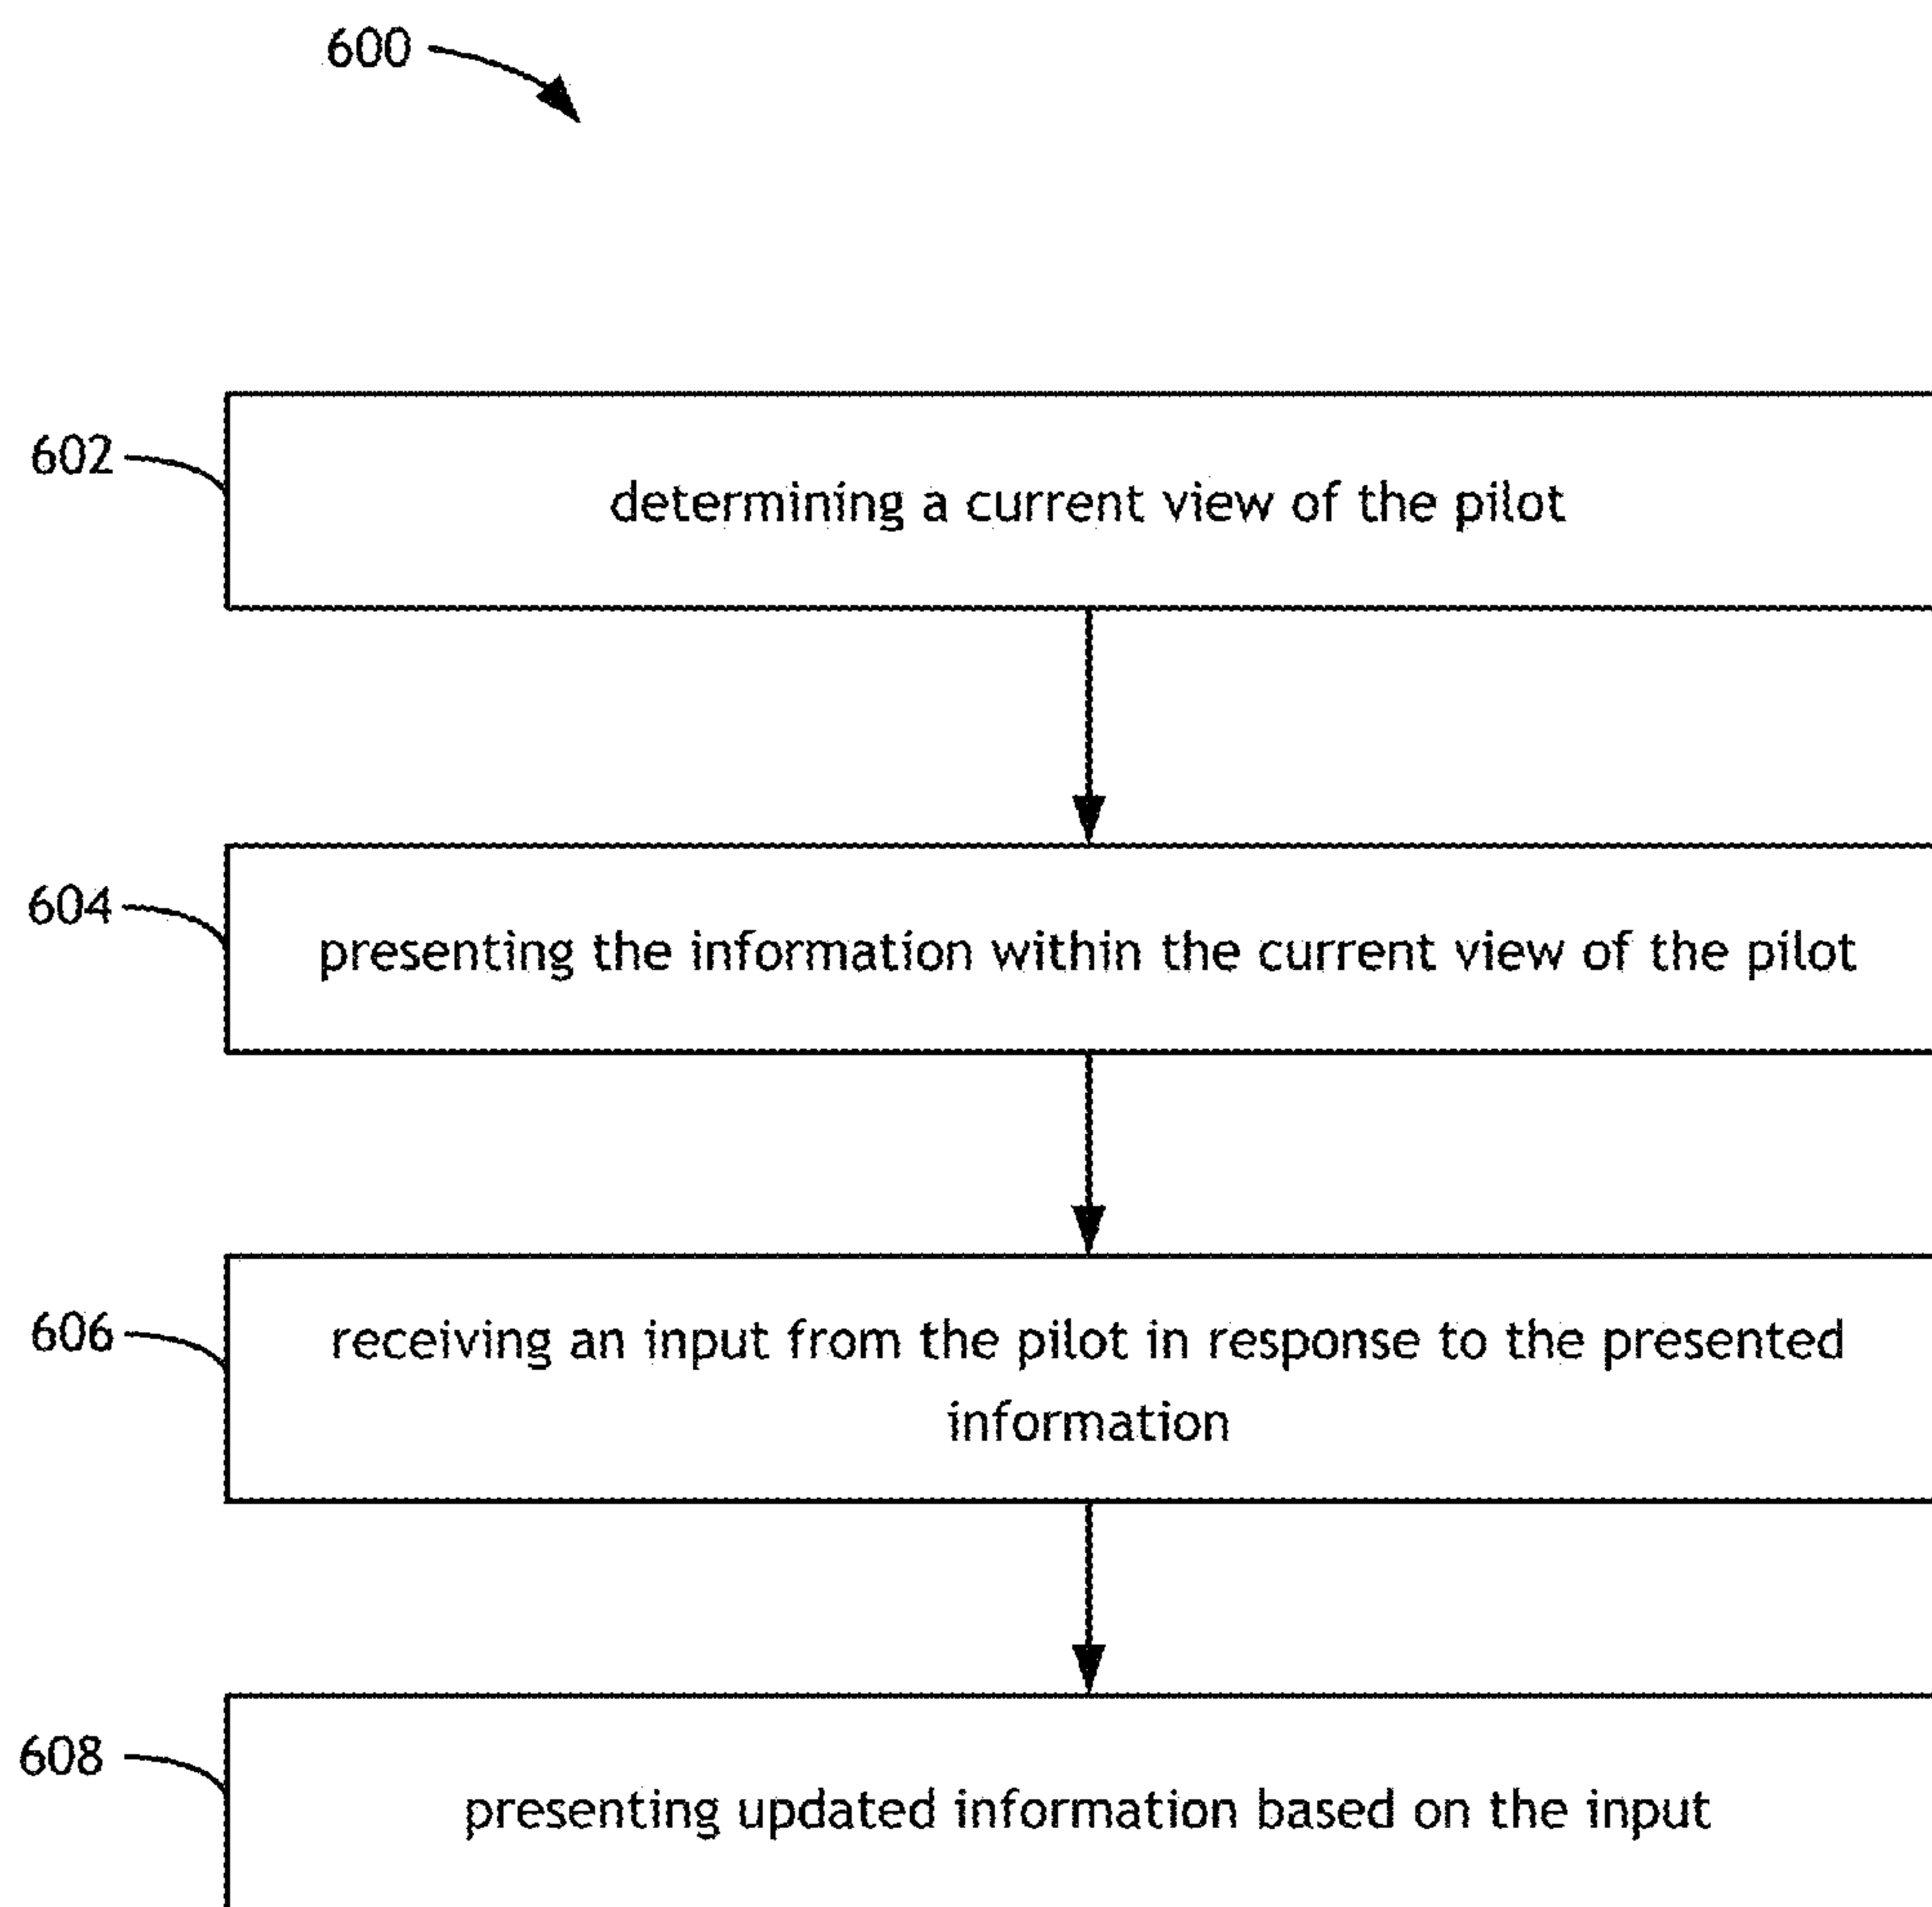 600
602
determining a current view of the pilot
604
presenting the information within the current view of the pilot
606
receiving an input from the pilot in response to the presented
information
608
presenting updated information based on the input